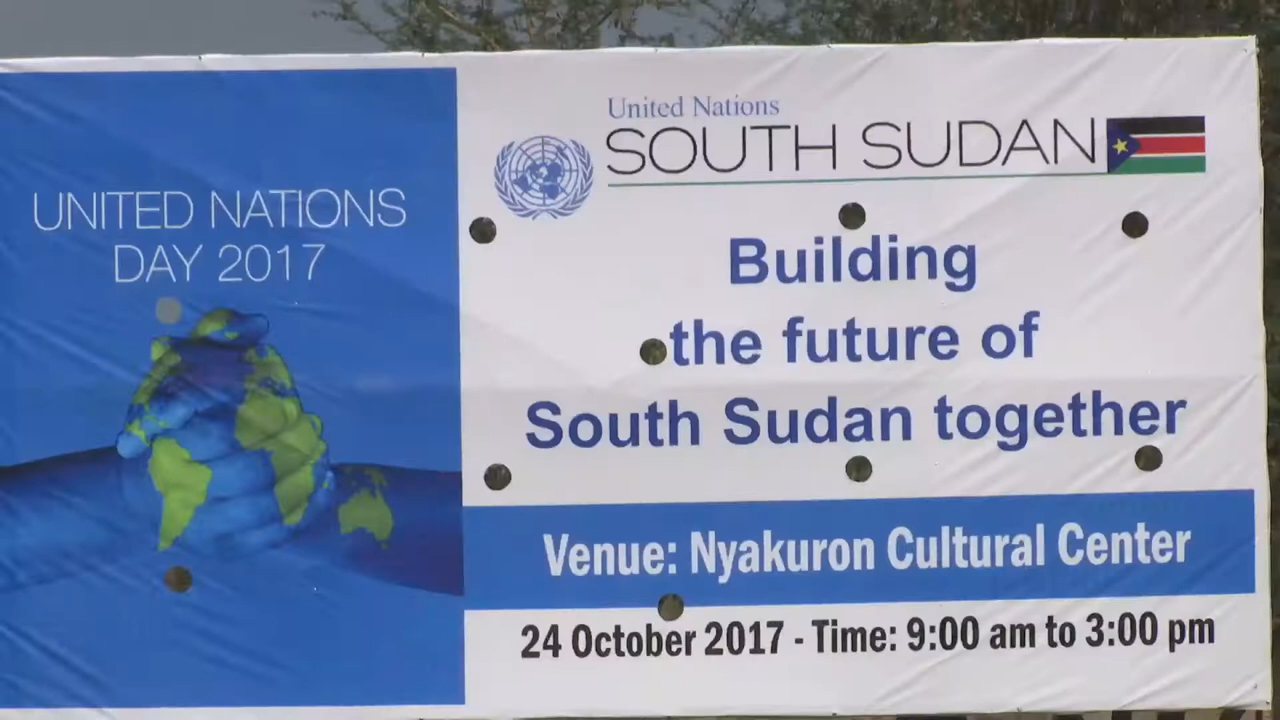 UNITED NATIONS
DAY 2017
United Nations
SOUTH SUDAN
Building
the future of
South Sudan together
Venue: Nyakuron Cultural Center
24 October 2017 - Time: 9:00 am to 3:00 pm